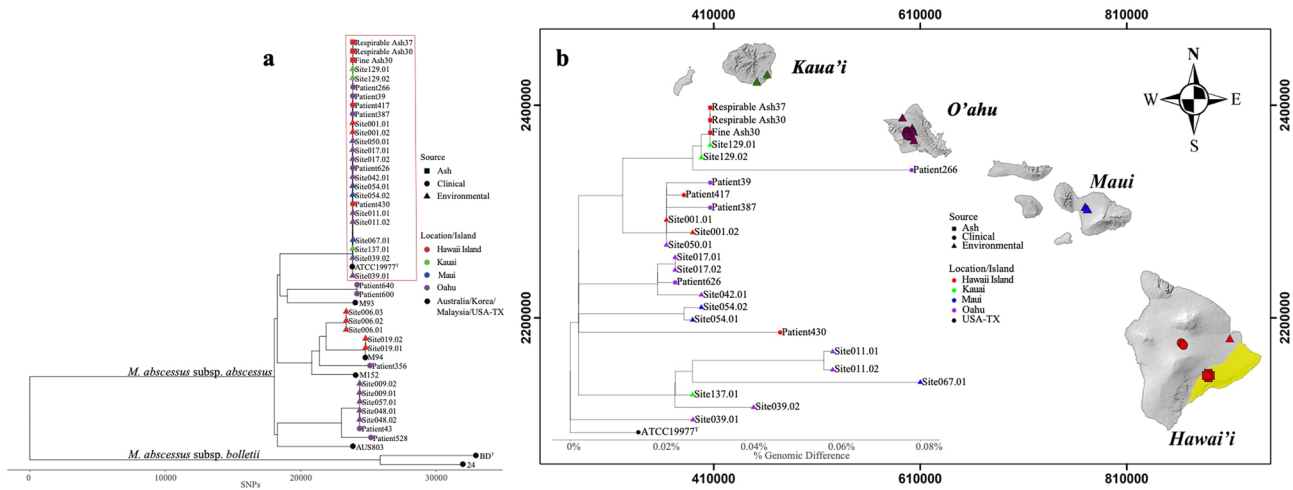 a
Respirable Ash37
Respirable Ash30
Fine Ash30
Site129.01
Site129.02
Patient266
Patient39
Patient417
Patient387
Site001.01
Site001.02
Site050.01
Site017.01
Site017.02
Patient626
Site042.01
Site054.01
Site054.02
Patient430
Site011.01
Site011.02
Site067.01
Site137.01
Site039.02
ATCC19977T
Site039.01
Patient640
Patient600
M93
Site006.03
Site006.02
Site006.01
Site019.02
Site019.01
M94
Patient356
M152
Site009.02
Site009.01
Site057.01
Site048.01
Site048.02
Patient43
Patient528
AUS803
BDT
24
M. abscessus subsp. abscessus
M. abscessus subsp. bolletii
0 10000 20000 30000
SNPs
Source
Ash
Clinical
Environmental
Location/Island
Hawaii Island
Kauai
Maui
Oahu
Australia/Korea/
Malaysia/USA-TX
b
410000 610000 810000
2400000
2200000
Kaua'i
O'ahu
Maui
Hawai'i
N
W E
S
2400000
2200000
Respirable Ash37
Respirable Ash30
Fine Ash30
Site129.01
Site129.02
Patient266
Patient39
Patient417
Patient387
Site001.01
Site001.02
Site050.01
Site017.01
Site017.02
Patient626
Site042.01
Site054.02
Site054.01
Patient430
Site011.01
Site011.02
Site067.01
Site137.01
Site039.02
Site039.01
ATCC19977T
0% 0.02% 0.04% 0.06% 0.08%
% Genomic Difference
Source
Ash
Clinical
Environmental
Location/Island
Hawaii Island
Kauai
Maui
Oahu
USA-TX
410000 610000 810000